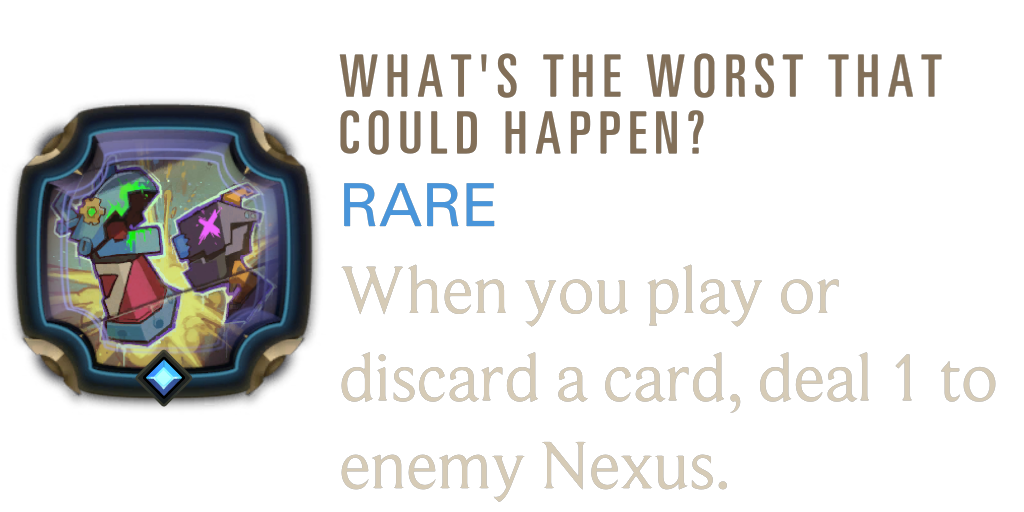 WHAT'S THE WORST THAT
COULD HAPPEN?
RARE
When you play or
discard a card, deal 1 to
enemy Nexus.